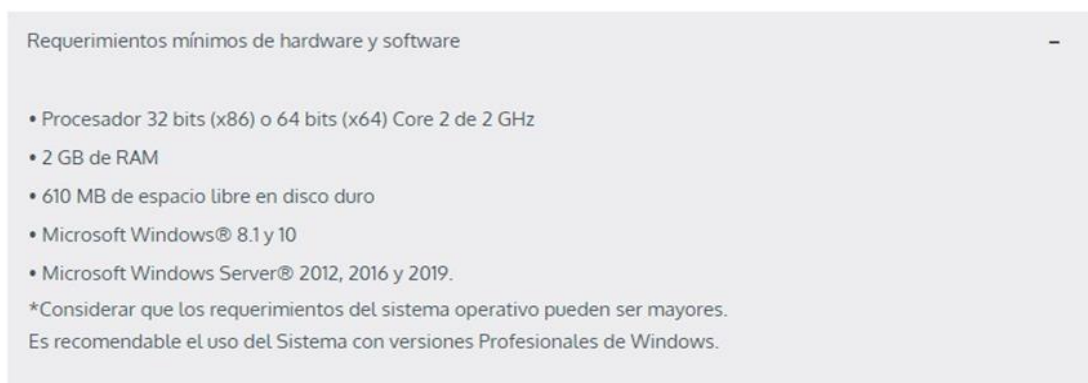 Requerimientos mínimos de hardware y software
• Procesador 32 bits (x86) o 64 bits (x64) Core 2 de 2 GHz
• 2 GB de RAM
• 610 MB de espacio libre en disco duro
• Microsoft Windows® 8.1 y 10
• Microsoft Windows Server® 2012, 2016 y 2019.
*Considerar que los requerimientos del sistema operativo pueden ser mayores.
Es recomendable el uso del Sistema con versiones Profesionales de Windows.